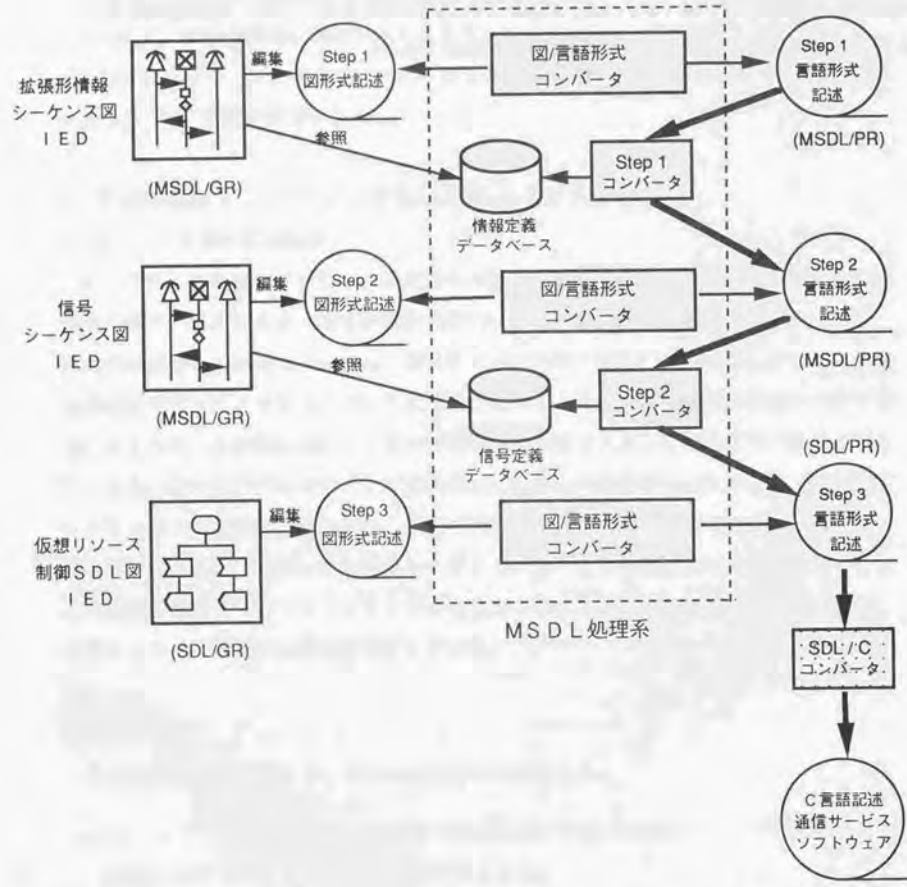 拡張形情報
シーケンス図
IED
(MSDL/GR)
編集
参照
Step 1
図形式記述
図/言語形式
コンバータ
Step 1
言語形式
記述
(MSDL/PR)
Step 1
コンバータ
情報定義
データベース
信号
シーケンス図
IED
(MSDL/GR)
編集
参照
Step 2
図形式記述
図/言語形式
コンバータ
Step 2
言語形式
記述
(MSDL/PR)
Step 2
コンバータ
信号定義
データベース
(SDL/PR)
仮想リソース
制御SDL図
IED
(SDL/GR)
編集
Step 3
図形式記述
図/言語形式
コンバータ
Step 3
言語形式
記述
MSDL処理系
SDL/C
コンバータ
C言語記述
通信サービス
ソフトウェア